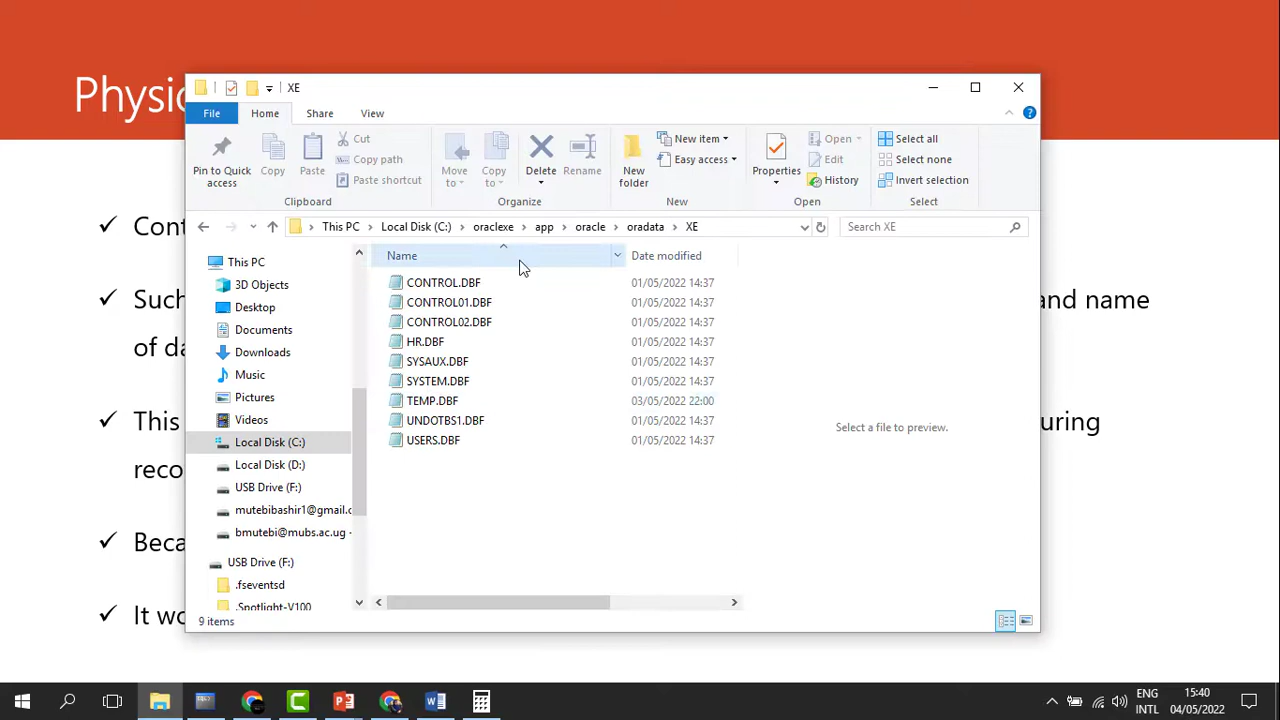 Physic
XE
File
Home
Share
View
Pin to Quick access
Copy
Paste
Cut
Copy path
Paste shortcut
Clipboard
Move to
Copy to
Delete
Rename
Organize
New folder
New item
Easy access
New
Properties
Open
Edit
History
Open
Select all
Select none
Invert selection
Select
This PC > Local Disk (C:) > oraclexe > app > oracle > oradata > XE
Search XE
Name
Date modified
CONTROL.DBF 01/05/2022 14:37
CONTROL01.DBF 01/05/2022 14:37
CONTROL02.DBF 01/05/2022 14:37
HR.DBF 01/05/2022 14:37
SYSAUX.DBF 01/05/2022 14:37
SYSTEM.DBF 01/05/2022 14:37
TEMP.DBF 03/05/2022 22:00
UNDOTBS1.DBF 01/05/2022 14:37
USERS.DBF 01/05/2022 14:37
This PC
3D Objects
Desktop
Documents
Downloads
Music
Pictures
Videos
Local Disk (C:)
Local Disk (D:)
USB Drive (F:)
mutebibashir1@gmail.c
bmutebi@mubs.ac.ug -
USB Drive (F:)
.fseventsd
.Spotlight-V100
Select a file to preview.
9 items
✓ Cont
✓ Such
and name
of da
✓ This
uring
reco
✓ Beca
✓ It wo
ENG
INTL
15:40
04/05/2022